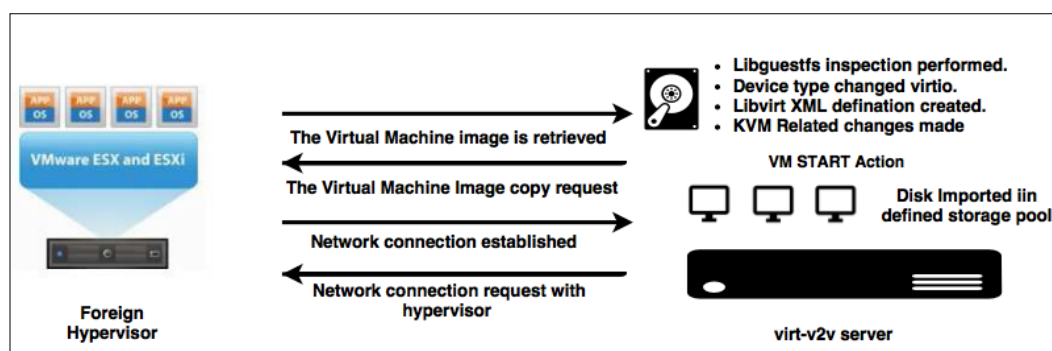 APP APP APP APP
OS OS OS OS
VMware ESX and ESXi
Foreign
Hypervisor
The Virtual Machine image is retrieved
The Virtual Machine Image copy request
Network connection established
Network connection request with
hypervisor
• Libguestfs inspection performed.
• Device type changed virtio.
• Libvirt XML defination created.
• KVM Related changes made
VM START Action
Disk Imported iin
defined storage pool
virt-v2v server